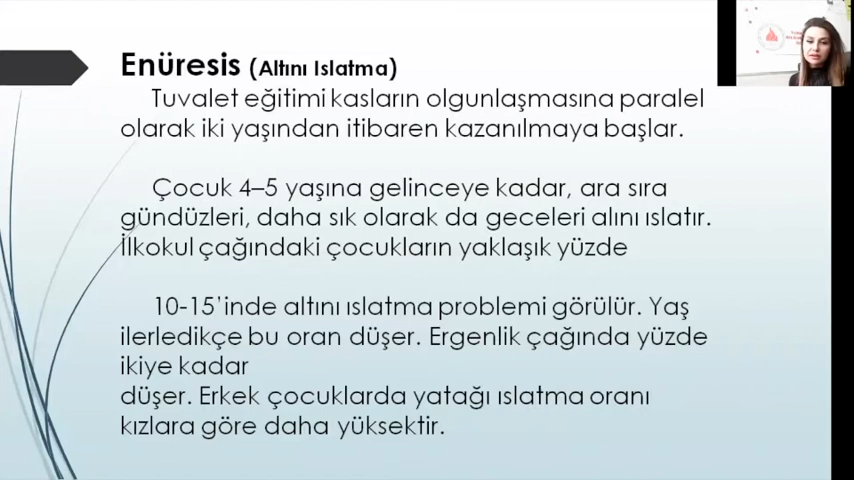 Enüresis (Altını Islatma)
Tuvalet eğitimi kasların olgunlaşmasına paralel
olarak iki yaşından itibaren kazanılmaya başlar.
Çocuk 4–5 yaşına gelinceye kadar, ara sıra
gündüzleri, daha sık olarak da geceleri alını ıslatır.
İlkokul çağındaki çocukların yaklaşık yüzde
10-15’inde altını ıslatma problemi görülür. Yaş
ilerledikçe bu oran düşer. Ergenlik çağında yüzde
ikiye kadar
düşer. Erkek çocuklarda yatağı ıslatma oranı
kızlara göre daha yüksektir.